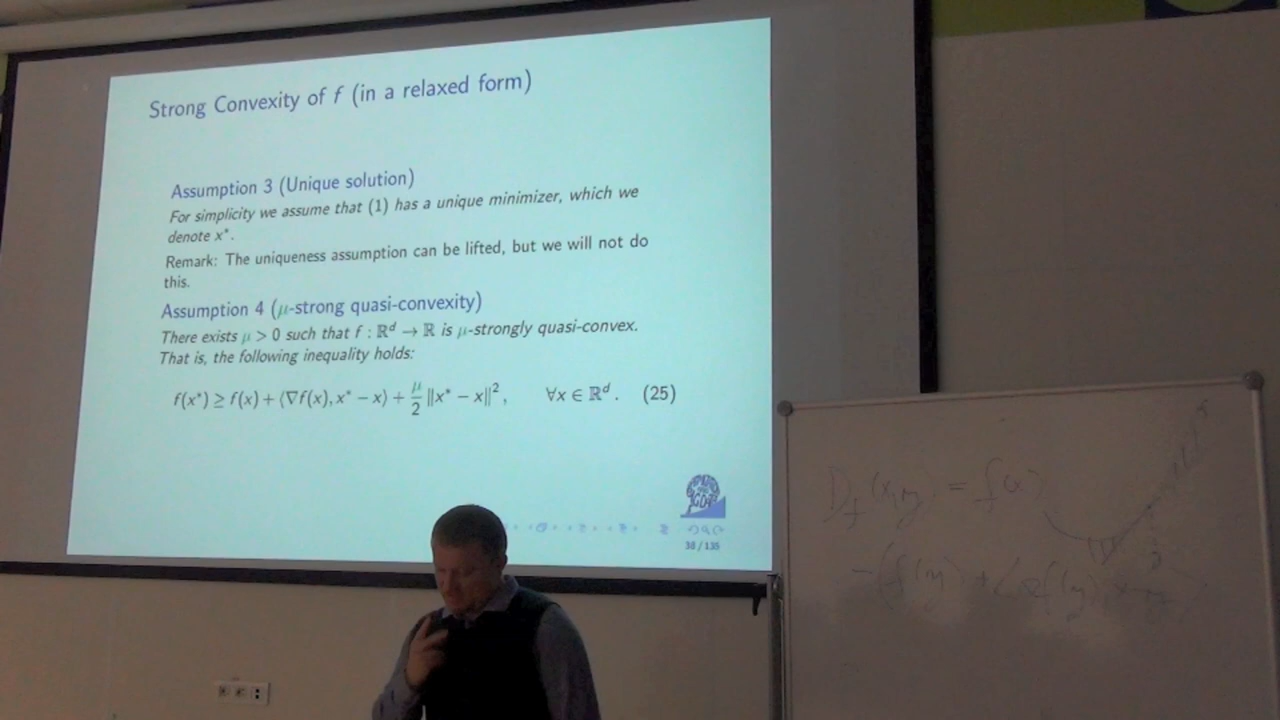 Strong Convexity of f (in a relaxed form)
Assumption 3 (Unique solution)
For simplicity we assume that (1) has a unique minimizer, which we
denote x*.
Remark: The uniqueness assumption can be lifted, but we will not do
this.
Assumption 4 (μ-strong quasi-convexity)
There exists μ > 0 such that f : ℝᵈ → ℝ is μ-strongly quasi-convex.
That is, the following inequality holds:
f(x*) ≥ f(x) + ⟨∇f(x), x* − x⟩ + μ/2 ‖x* − x‖², ∀x ∈ ℝᵈ. (25)
38 / 135
D_f(x,y) = f(x)